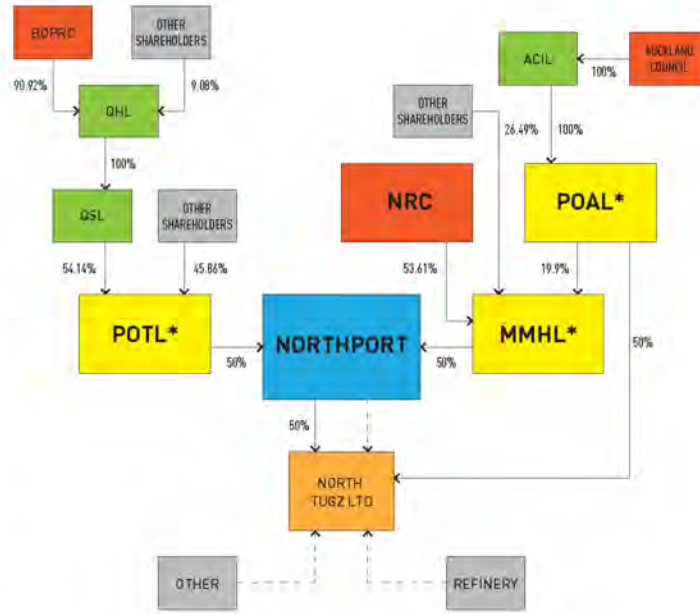 BOPRC
OTHER
SHAREHOLDERS
ACIL
AUCKLAND
COUNCIL
100%
90.92%
9.08%
OTHER
SHAREHOLDERS
QHL
26.49%
100%
100%
NRC
POAL*
QSL
OTHER
SHAREHOLDERS
54.14%
45.86%
53.61%
19.9%
POTL*
NORTHPORT
MMHL*
50%
50%
50%
50%
NORTH
TUGZ LTD
OTHER
REFINERY